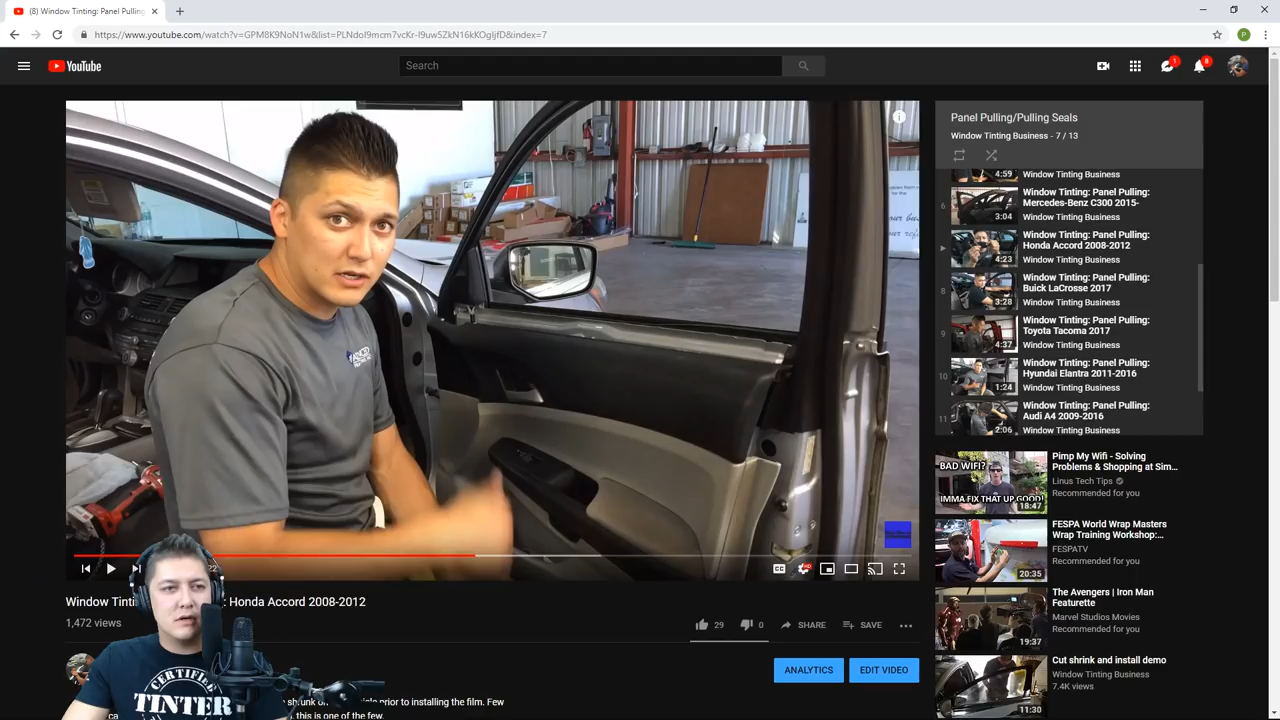 (8) Window Tinting: Panel Pulling:
https://www.youtube.com/watch?v=GPM8K9NoN1w&list=PLNdoI9mcm7vcKr-I9uw5ZkN16kKOgIjfD&index=7
P
YouTube
Search
1
8
Panel Pulling/Pulling Seals
Window Tinting Business - 7 / 13
4:59
Window Tinting Business
6
Window Tinting: Panel Pulling:
Mercedes-Benz C300 2015-
3:04
Window Tinting Business
Window Tinting: Panel Pulling:
Honda Accord 2008-2012
4:23
Window Tinting Business
8
Window Tinting: Panel Pulling:
Buick LaCrosse 2017
3:28
Window Tinting Business
9
Window Tinting: Panel Pulling:
Toyota Tacoma 2017
4:37
Window Tinting Business
10
Window Tinting: Panel Pulling:
Hyundai Elantra 2011-2016
1:24
Window Tinting Business
11
Window Tinting: Panel Pulling:
Audi A4 2009-2016
2:06
Window Tinting Business
BAD WIFI?
IMMA FIX THAT UP GOOD!
18:47
Pimp My Wifi - Solving
Problems & Shopping at Sim...
Linus Tech Tips
Recommended for you
20:35
FESPA World Wrap Masters
Wrap Training Workshop:...
FESPATV
Recommended for you
19:37
The Avengers | Iron Man
Featurette
Marvel Studios Movies
Recommended for you
11:30
Cut shrink and install demo
Window Tinting Business
7.4K views
22
CC
HD
Window Tinti : Honda Accord 2008-2012
1,472 views
29
0
SHARE
SAVE
ANALYTICS
EDIT VIDEO
prior to installing the film. Few
this is one of the few.
CERTIFIED
TINTER